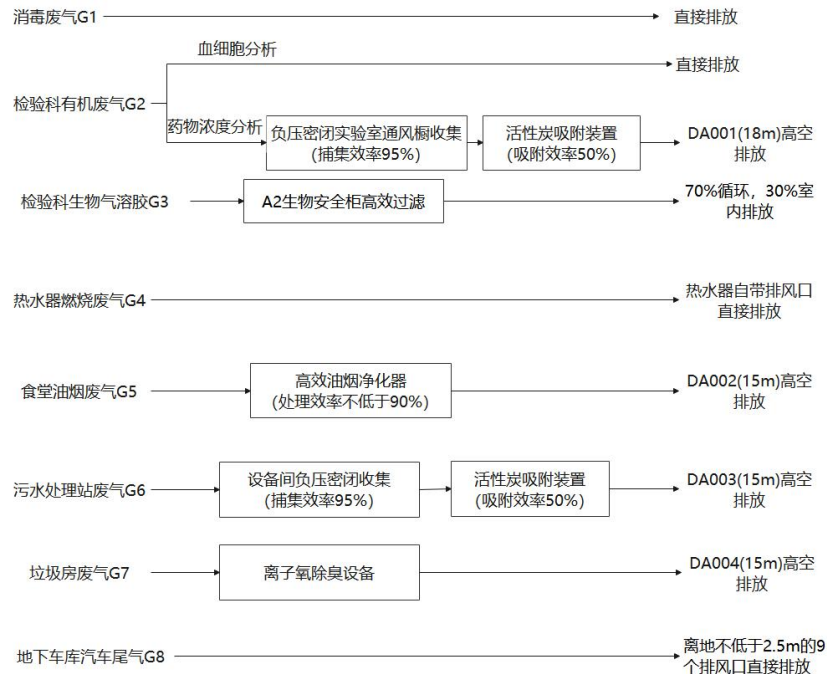 消毒废气G1
直接排放
血细胞分析
直接排放
检验科有机废气G2
药物浓度分析
负压密闭实验室通风橱收集
(捕集效率95%)
活性炭吸附装置
(吸附效率50%)
DA001(18m)高空
排放
检验科生物气溶胶G3
A2生物安全柜高效过滤
70%循环，30%室
内排放
热水器燃烧废气G4
热水器自带排风口
直接排放
食堂油烟废气G5
高效油烟净化器
(处理效率不低于90%)
DA002(15m)高空
排放
污水处理站废气G6
设备间负压密闭收集
(捕集效率95%)
活性炭吸附装置
(吸附效率50%)
DA003(15m)高空
排放
垃圾房废气G7
离子氧除臭设备
DA004(15m)高空
排放
地下车库汽车尾气G8
离地不低于2.5m的9
个排风口直接排放